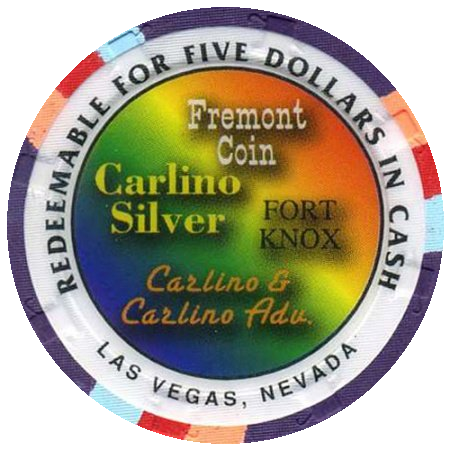 REDEEMABLE FOR FIVE DOLLARS IN CASH
Fremont
Coin
Carlino
Silver
FORT
KNOX
Carlino &
Carlino Adv.
LAS VEGAS, NEVADA